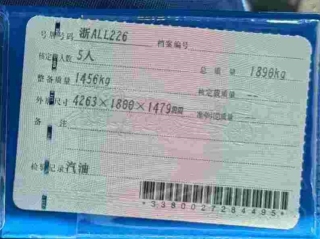 号牌号码 浙ALL226 档案编号
核定载人数 5人 总质量 1890kg
整备质量 1456kg 核定载质量 --
外廓尺寸 4263×1800×1479mm 准牵引总质量 --
备注
检验记录 汽油
*3380027284495*